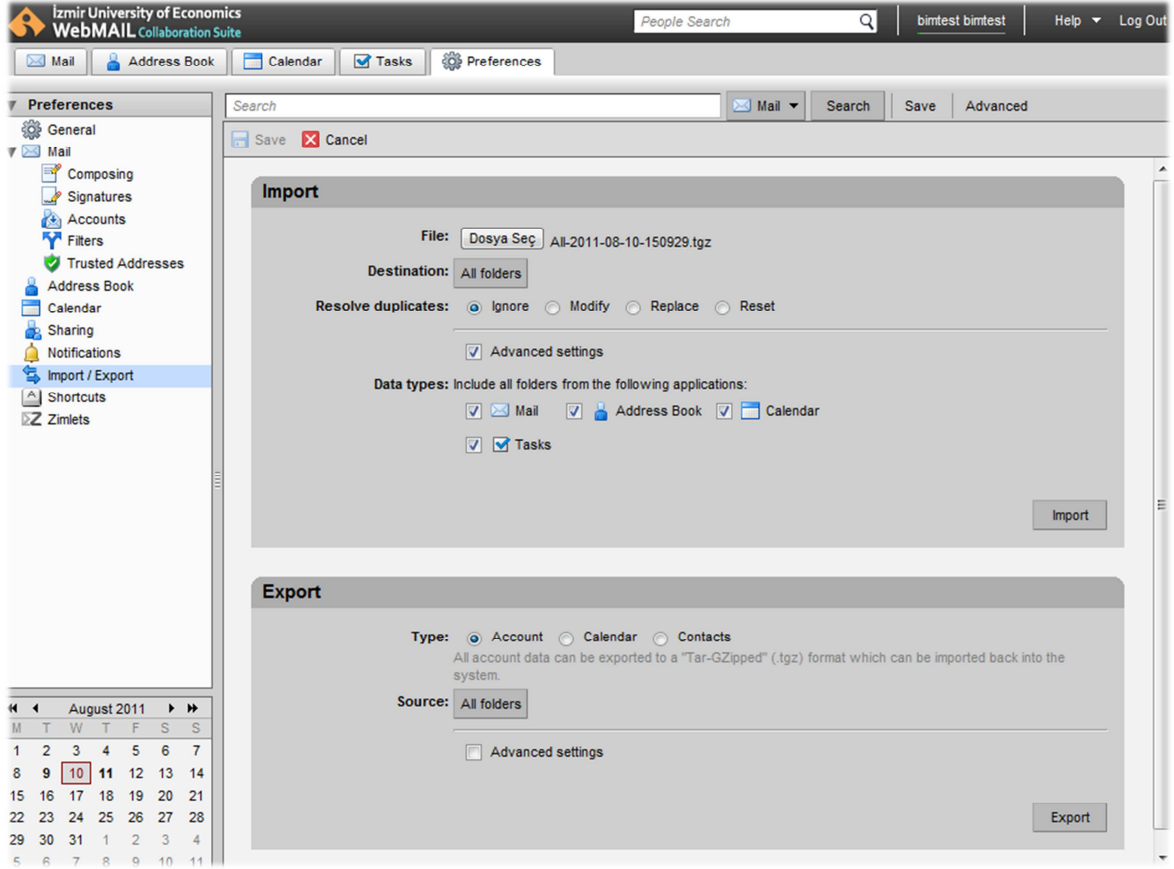 İzmir University of Economics
WebMAIL Collaboration Suite
People Search
bimtest bimtest
Help
Log Out
Mail
Address Book
Calendar
Tasks
Preferences
Preferences
General
Mail
Composing
Signatures
Accounts
Filters
Trusted Addresses
Address Book
Calendar
Sharing
Notifications
Import / Export
Shortcuts
Zimlets
Search
Mail
Search
Save
Advanced
Save
Cancel
Import
File: Dosya Seç All-2011-08-10-150929.tgz
Destination: All folders
Resolve duplicates: Ignore Modify Replace Reset
Advanced settings
Data types: Include all folders from the following applications:
Mail Address Book Calendar
Tasks
Import
Export
Type: Account Calendar Contacts
All account data can be exported to a "Tar-GZipped" (.tgz) format which can be imported back into the
system.
Source: All folders
Advanced settings
Export
August 2011
M T W T F S S
1 2 3 4 5 6 7
8 9 10 11 12 13 14
15 16 17 18 19 20 21
22 23 24 25 26 27 28
29 30 31 1 2 3 4
5 6 7 8 9 10 11